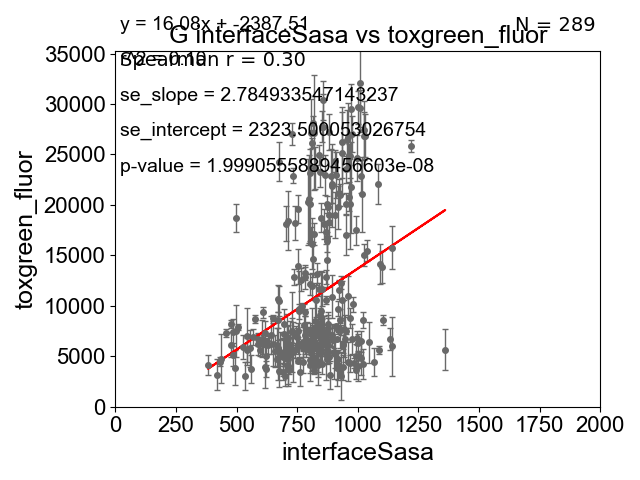 y = 16.08x + -2387.51
N = 289
G interfaceSasa vs toxgreen_fluor
Spearman r = 0.30
se_slope = 2.784933547143237
se_intercept = 2323.500053026754
p-value = 1.9990555889456603e-08
35000
30000
25000
20000
15000
10000
5000
0
toxgreen_fluor
0
250
500
750
1000
1250
1500
1750
2000
interfaceSasa